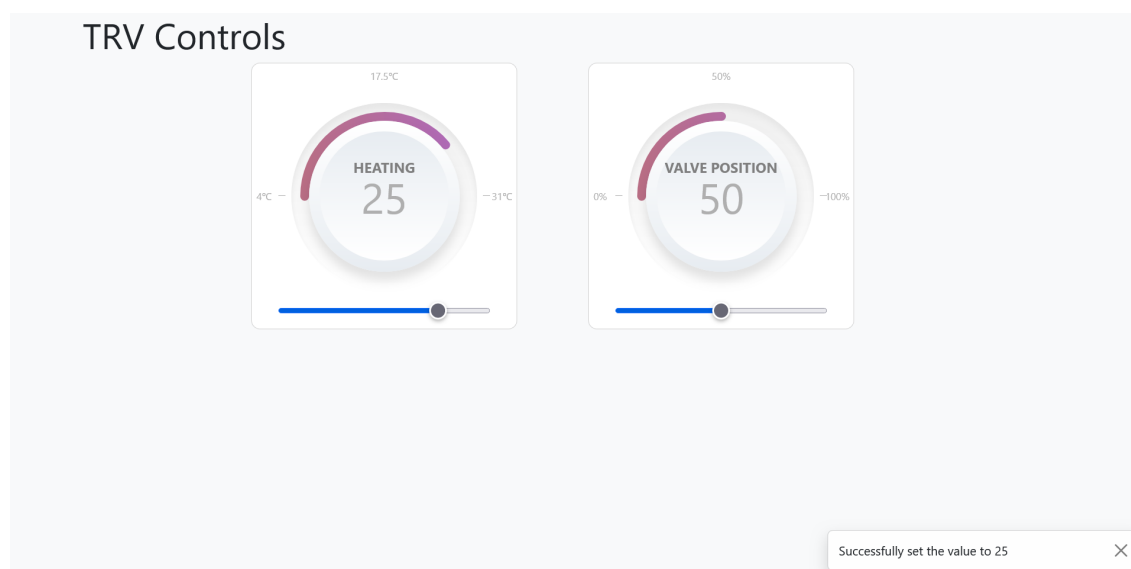 TRV Controls
17.5℃
HEATING
25
4℃
31℃
50%
VALVE POSITION
50
0%
100%
Successfully set the value to 25